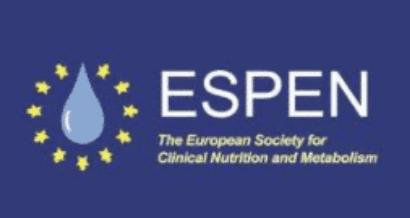 ESPEN
The European Society for
Clinical Nutrition and Metabolism